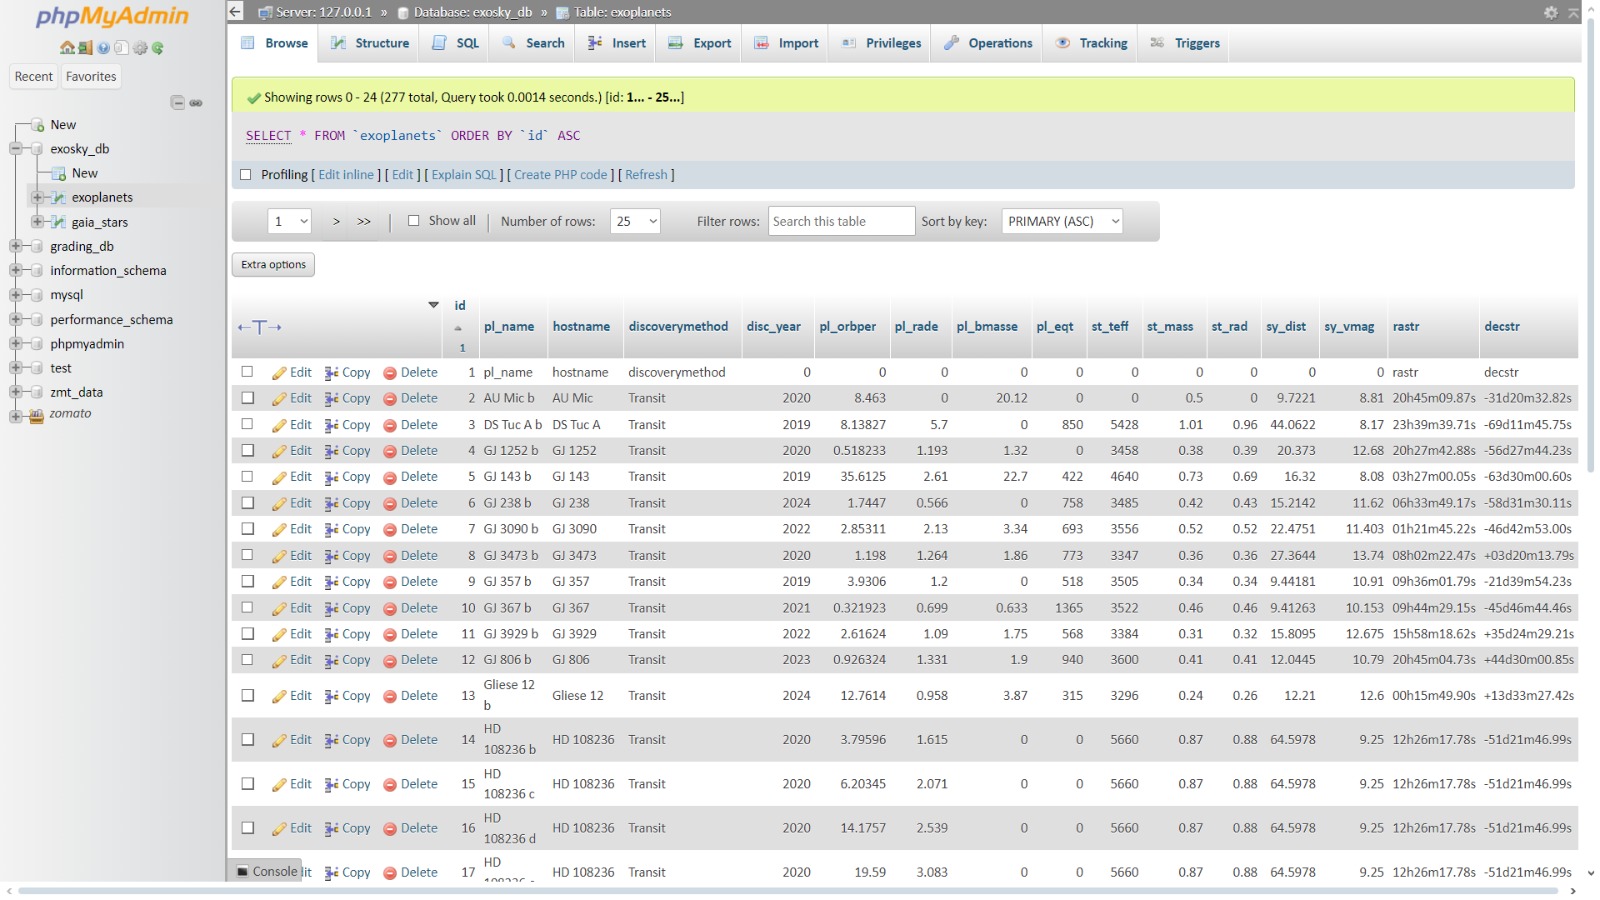 phpMyAdmin
Recent Favorites
New
exosky_db
New
exoplanets
gaia_stars
grading_db
information_schema
mysql
performance_schema
phpmyadmin
test
zmt_data
zomato
Server: 127.0.0.1 » Database: exosky_db » Table: exoplanets
Browse Structure SQL Search Insert Export Import Privileges Operations Tracking Triggers
Showing rows 0 - 24 (277 total, Query took 0.0014 seconds.) [id: 1... - 25...]
SELECT * FROM `exoplanets` ORDER BY `id` ASC
Profiling [ Edit inline ] [ Edit ] [ Explain SQL ] [ Create PHP code ] [ Refresh ]
1 > >> | Show all | Number of rows: 25 Filter rows: Search this table Sort by key: PRIMARY (ASC)
Extra options
←T→ id 1 pl_name hostname discoverymethod disc_year pl_orbper pl_rade pl_bmasse pl_eqt st_teff st_mass st_rad sy_dist sy_vmag rastr decstr
Edit Copy Delete 1 pl_name hostname discoverymethod 0 0 0 0 0 0 0 0 0 0 rastr decstr
Edit Copy Delete 2 AU Mic b AU Mic Transit 2020 8.463 0 20.12 0 0 0.5 0 9.7221 8.81 20h45m09.87s -31d20m32.82s
Edit Copy Delete 3 DS Tuc A b DS Tuc A Transit 2019 8.13827 5.7 0 850 5428 1.01 0.96 44.0622 8.17 23h39m39.71s -69d11m45.75s
Edit Copy Delete 4 GJ 1252 b GJ 1252 Transit 2020 0.518233 1.193 1.32 0 3458 0.38 0.39 20.373 12.68 20h27m42.88s -56d27m44.23s
Edit Copy Delete 5 GJ 143 b GJ 143 Transit 2019 35.6125 2.61 22.7 422 4640 0.73 0.69 16.32 8.08 03h27m00.05s -63d30m00.60s
Edit Copy Delete 6 GJ 238 b GJ 238 Transit 2024 1.7447 0.566 0 758 3485 0.42 0.43 15.2142 11.62 06h33m49.17s -58d31m30.11s
Edit Copy Delete 7 GJ 3090 b GJ 3090 Transit 2022 2.85311 2.13 3.34 693 3556 0.52 0.52 22.4751 11.403 01h21m45.22s -46d42m53.00s
Edit Copy Delete 8 GJ 3473 b GJ 3473 Transit 2020 1.198 1.264 1.86 773 3347 0.36 0.36 27.3644 13.74 08h02m22.47s +03d20m13.79s
Edit Copy Delete 9 GJ 357 b GJ 357 Transit 2019 3.9306 1.2 0 518 3505 0.34 0.34 9.44181 10.91 09h36m01.79s -21d39m54.23s
Edit Copy Delete 10 GJ 367 b GJ 367 Transit 2021 0.321923 0.699 0.633 1365 3522 0.46 0.46 9.41263 10.153 09h44m29.15s -45d46m44.46s
Edit Copy Delete 11 GJ 3929 b GJ 3929 Transit 2022 2.61624 1.09 1.75 568 3384 0.31 0.32 15.8095 12.675 15h58m18.62s +35d24m29.21s
Edit Copy Delete 12 GJ 806 b GJ 806 Transit 2023 0.926324 1.331 1.9 940 3600 0.41 0.41 12.0445 10.79 20h45m04.73s +44d30m00.85s
Edit Copy Delete 13 Gliese 12 b Gliese 12 Transit 2024 12.7614 0.958 3.87 315 3296 0.24 0.26 12.21 12.6 00h15m49.90s +13d33m27.42s
Edit Copy Delete 14 HD 108236 b HD 108236 Transit 2020 3.79596 1.615 0 0 5660 0.87 0.88 64.5978 9.25 12h26m17.78s -51d21m46.99s
Edit Copy Delete 15 HD 108236 c HD 108236 Transit 2020 6.20345 2.071 0 0 5660 0.87 0.88 64.5978 9.25 12h26m17.78s -51d21m46.99s
Edit Copy Delete 16 HD 108236 d HD 108236 Transit 2020 14.1757 2.539 0 0 5660 0.87 0.88 64.5978 9.25 12h26m17.78s -51d21m46.99s
Console it Copy Delete 17 HD HD 108236 Transit 2020 19.59 3.083 0 0 5660 0.87 0.88 64.5978 9.25 12h26m17.78s -51d21m46.99s